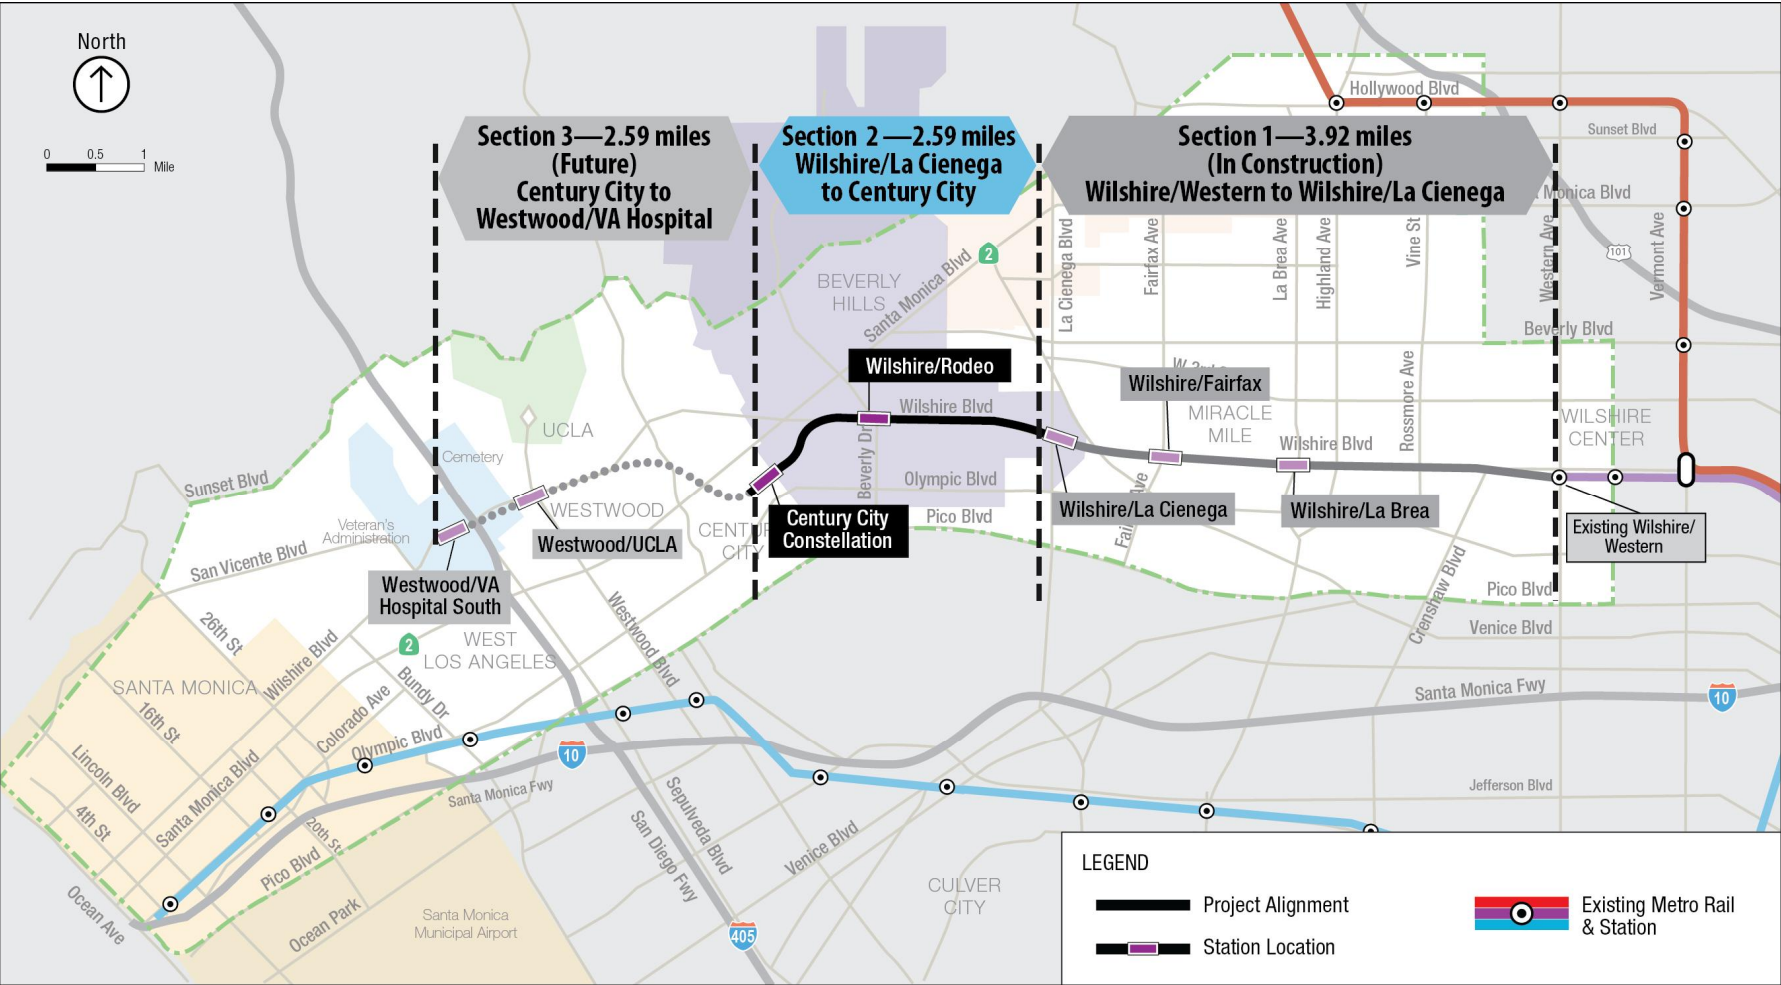 North
0 0.5 1
Mile
Section 3—2.59 miles
(Future)
Century City to
Westwood/VA Hospital
Section 2—2.59 miles
Wilshire/La Cienega
to Century City
Section 1—3.92 miles
(In Construction)
Wilshire/Western to Wilshire/La Cienega
Hollywood Blvd
Sunset Blvd
Monica Blvd
101
Western Ave
Vermont Ave
Vine St
Highland Ave
La Brea Ave
Fairfax Ave
La Cienega Blvd
2
Santa Monica Blvd
BEVERLY
HILLS
Beverly Blvd
Wilshire/Rodeo
Wilshire/Fairfax
Rossmore Ave
Wilshire Blvd
MIRACLE
MILE
Wilshire Blvd
WILSHIRE
CENTER
UCLA
Cemetery
Beverly Dr
Olympic Blvd
Sunset Blvd
WESTWOOD
Pico Blvd
Century City
Constellation
CENTURY
CITY
Wilshire/La Cienega
Wilshire/La Brea
Existing Wilshire/
Western
Veteran's
Administration
Westwood/UCLA
San Vicente Blvd
Westwood/VA
Hospital South
Pico Blvd
Crenshaw Blvd
Venice Blvd
26th St
2
WEST
LOS ANGELES
Westwood Blvd
Wilshire Blvd
Bundy Dr
SANTA MONICA
Colorado Ave
16th St
Olympic Blvd
Santa Monica Fwy
10
10
Lincoln Blvd
Santa Monica Blvd
Santa Monica Fwy
Jefferson Blvd
4th St
20th St
Pico Blvd
Sepulveda Blvd
San Diego Fwy
Venice Blvd
Ocean Ave
Ocean Park
Santa Monica
Municipal Airport
405
CULVER
CITY
LEGEND
Project Alignment
Station Location
Existing Metro Rail
& Station